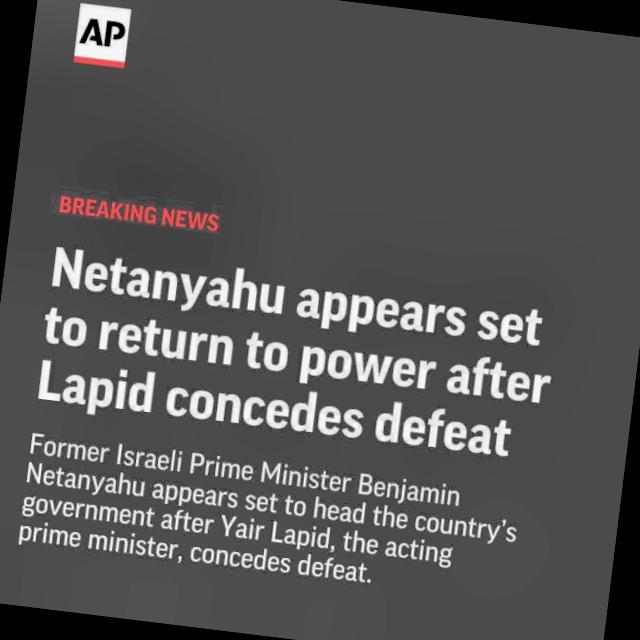 AP
BREAKING NEWS
Netanyahu appears set
to return to power after
Lapid concedes defeat
Former Israeli Prime Minister Benjamin
Netanyahu appears set to head the country's
government after Yair Lapid, the acting
prime minister, concedes defeat.